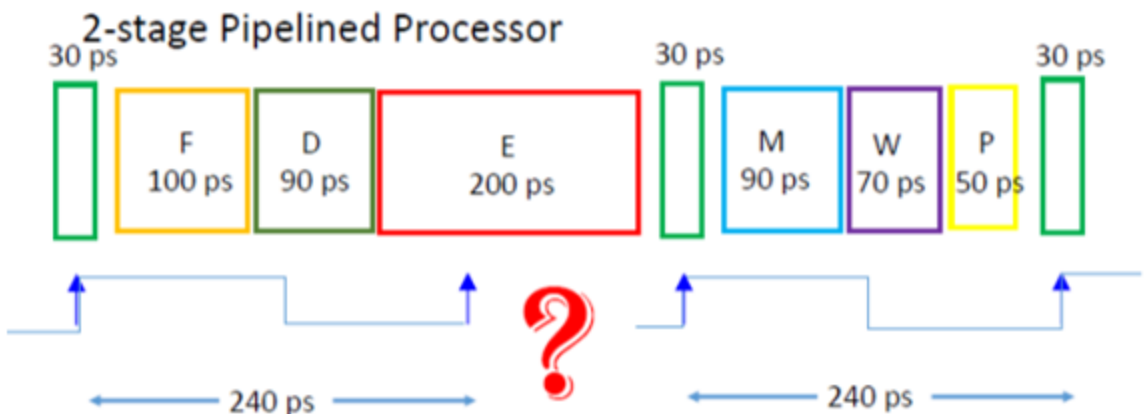 2-stage Pipelined Processor
30 ps
30 ps
30 ps
F
100 ps
D
90 ps
E
200 ps
M
90 ps
W
70 ps
P
50 ps
?
240 ps
240 ps